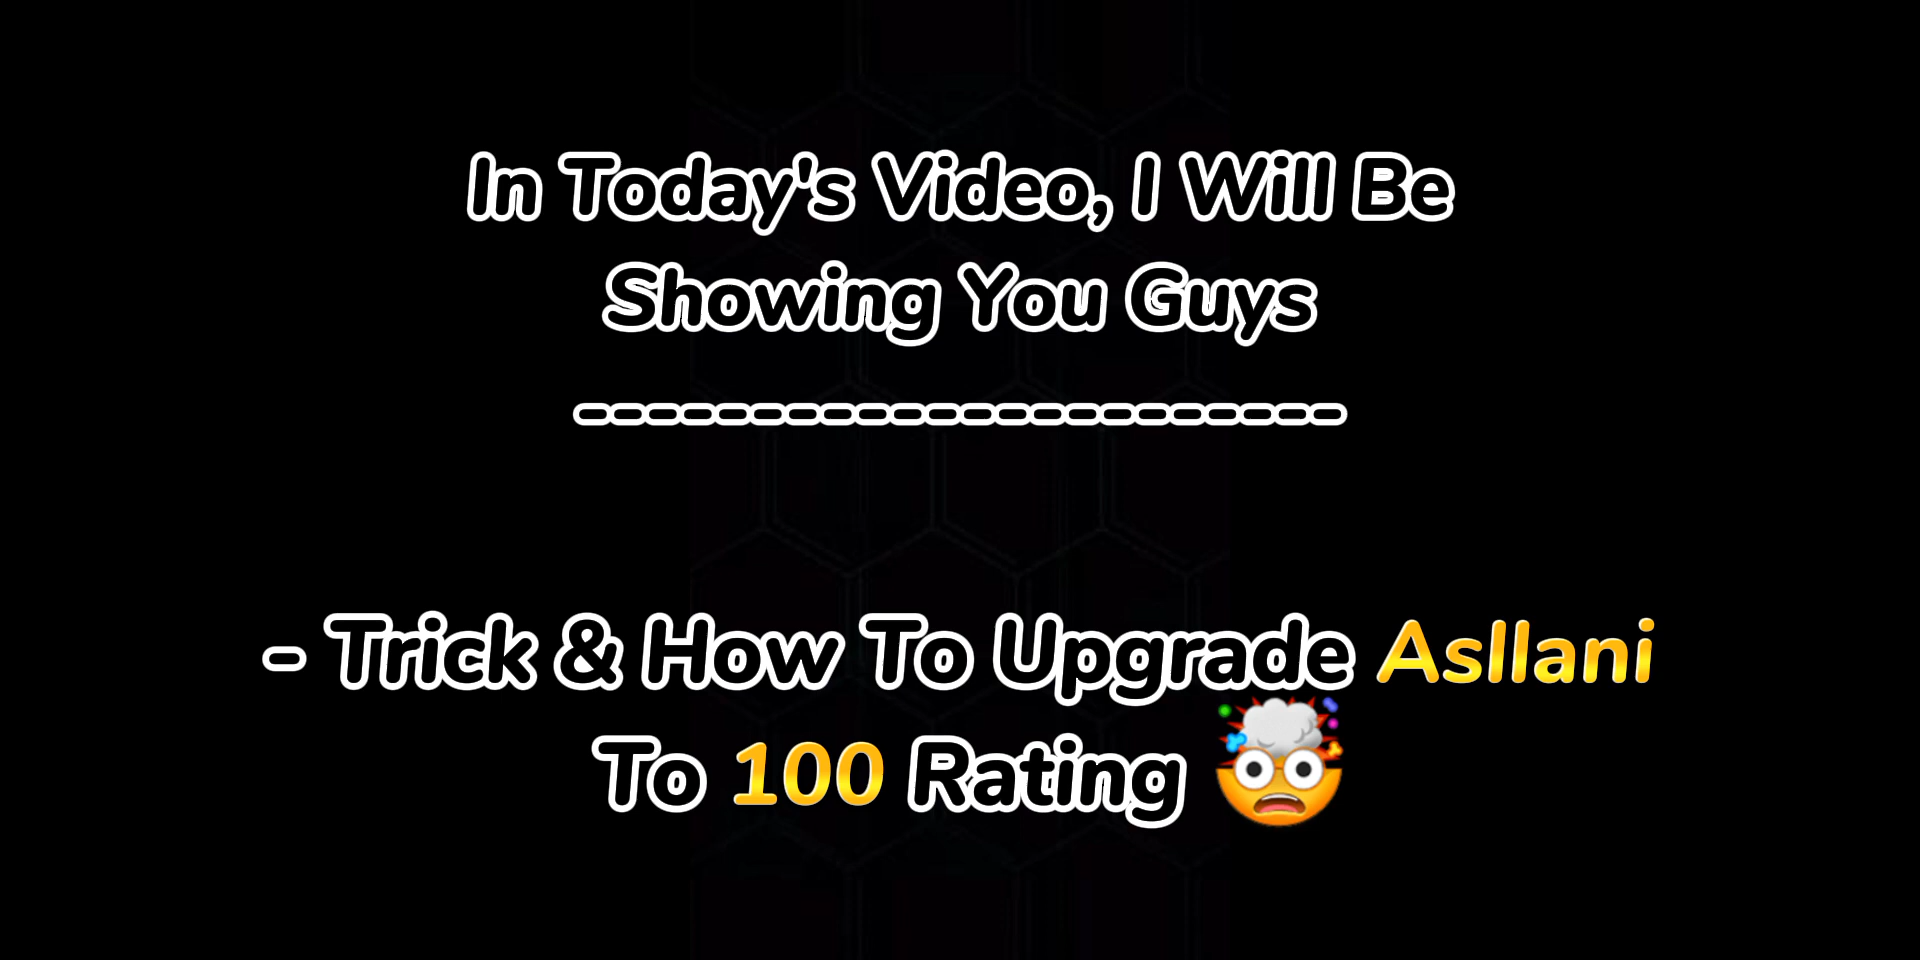 In Today's Video, I Will Be
Showing You Guys
----------------------
- Trick & How To Upgrade Asllani
To 100 Rating 🤯